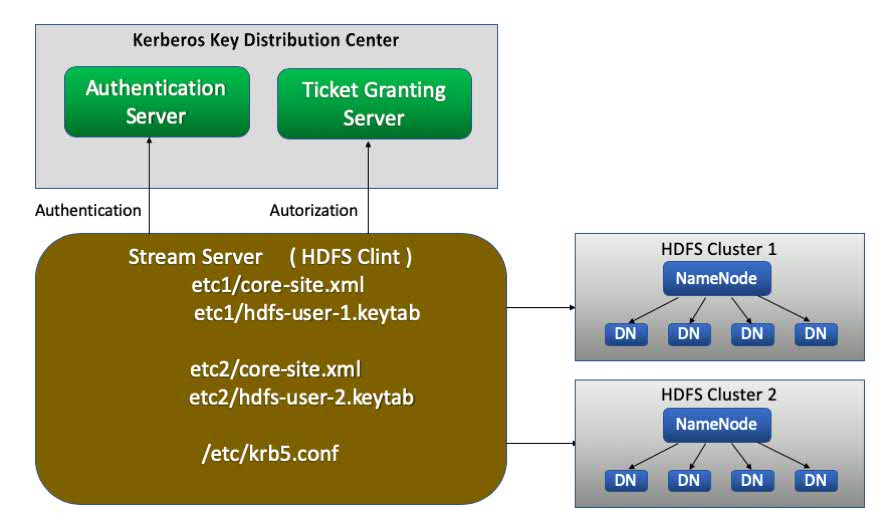 Kerberos Key Distribution Center
Authentication
Server
Ticket Granting
Server
Authentication
Autorization
Stream Server ( HDFS Clint )
etc1/core-site.xml
etc1/hdfs-user-1.keytab
etc2/core-site.xml
etc2/hdfs-user-2.keytab
/etc/krb5.conf
HDFS Cluster 1
NameNode
DN DN DN DN
HDFS Cluster 2
NameNode
DN DN DN DN